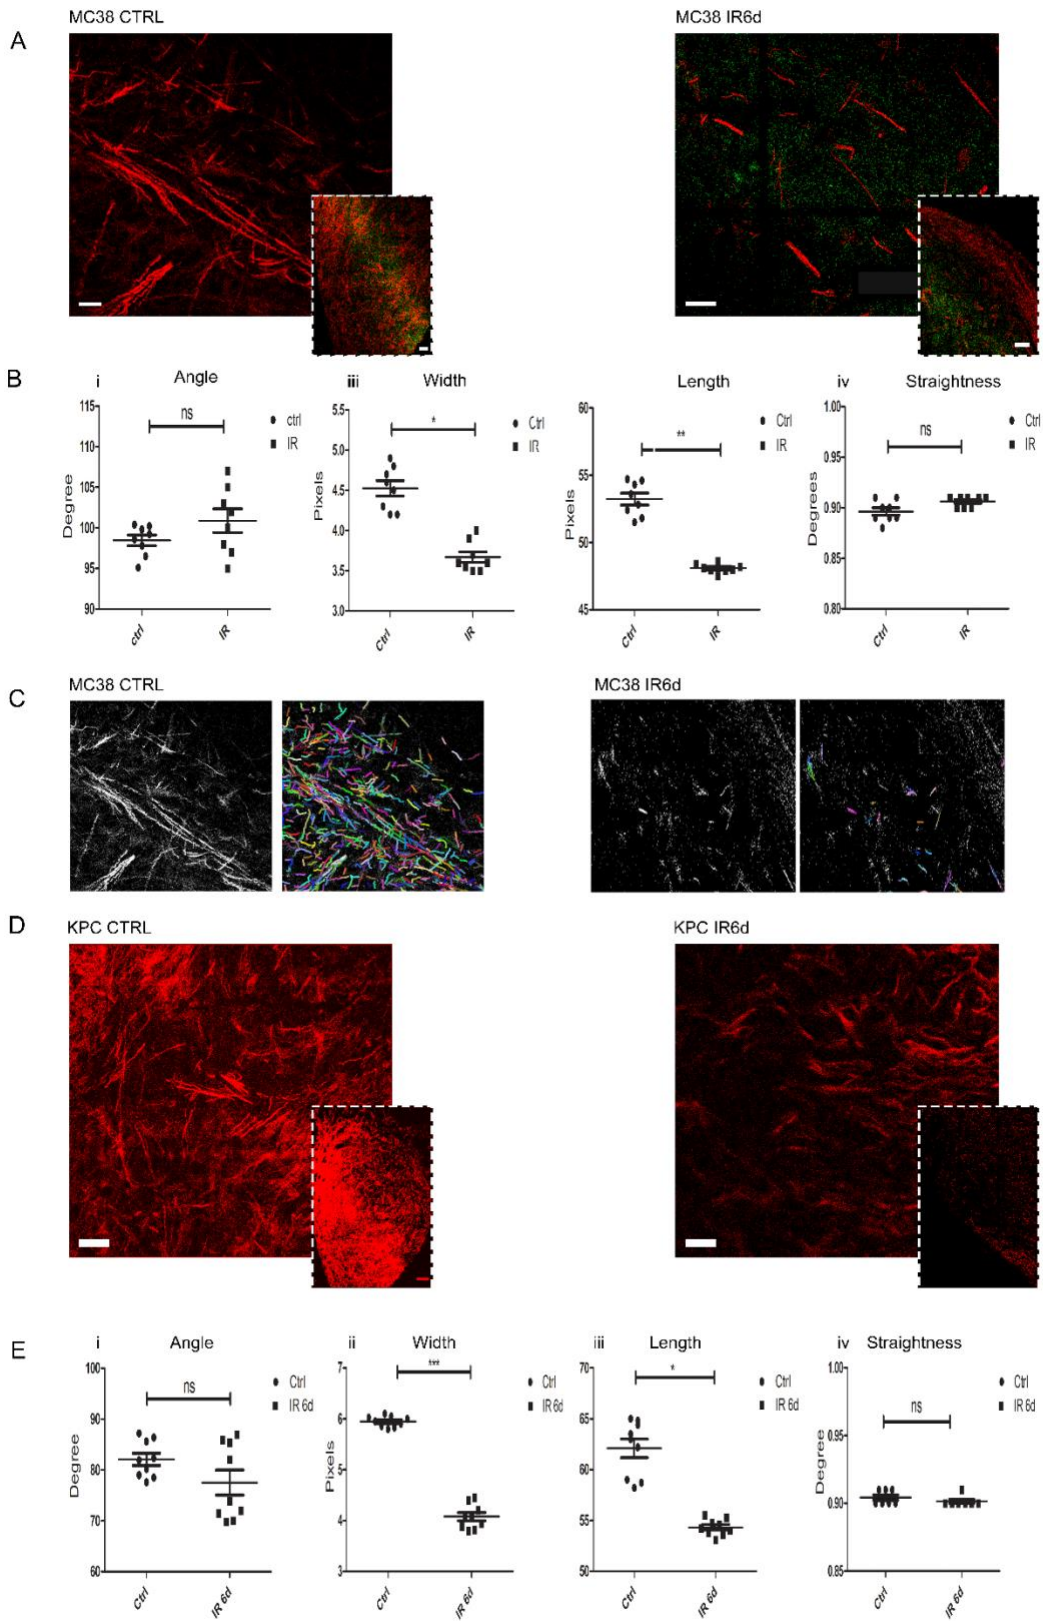 MC38 CTRL
MC38 IR6d
A
B
i
Angle
115
110
105
100
95
90
Degree
ns
ctrl
IR
ctrl
IR
iii
Width
5.5
5.0
4.5
4.0
3.5
3.0
Pixels
*
Ctrl
IR
Ctrl
IR
Length
60
55
50
45
Pixels
**
Ctrl
IR
Ctrl
IR
iv
Straightness
1.00
0.95
0.90
0.85
0.80
Degrees
ns
Ctrl
IR
Ctrl
IR
C
MC38 CTRL
MC38 IR6d
D
KPC CTRL
KPC IR6d
E
i
Angle
100
90
80
70
60
Degree
ns
Ctrl
IR 6d
Ctrl
IR 6d
ii
Width
7
6
5
4
3
Pixels
***
Ctrl
IR 6d
Ctrl
IR 6d
iii
Length
70
65
60
55
50
Pixels
*
Ctrl
IR 6d
Ctrl
IR 6d
iv
Straightness
1.00
0.95
0.90
0.85
Degree
ns
Ctrl
IR 6d
Ctrl
IR 6d